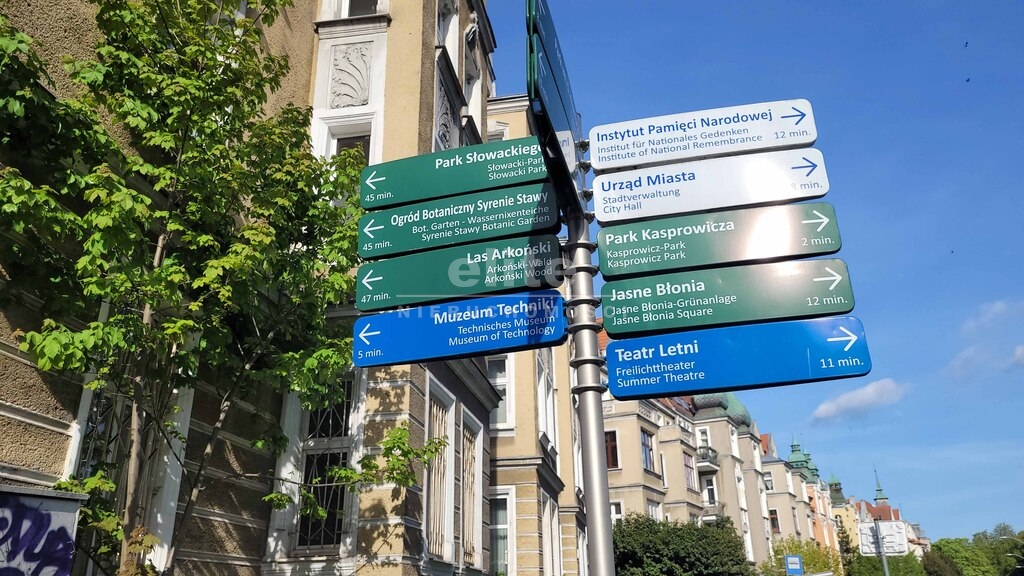 Park Słowackiego
Słowacki-Park
Słowacki Park
45 min.
Ogród Botaniczny Syrenie Stawy
Bot. Garten - Wassernixenteiche
Syrenie Stawy Botanic Garden
45 min.
Las Arkoński
Arkoński-Wald
Arkoński Wood
47 min.
Muzeum Techniki
Technisches Museum
Museum of Technology
5 min.
Instytut Pamięci Narodowej
Institut für Nationales Gedenken
Institute of National Remembrance
12 min.
Urząd Miasta
Stadtverwaltung
City Hall
min.
Park Kasprowicza
Kasprowicz-Park
Kasprowicz Park
2 min.
Jasne Błonia
Jasne Błonia-Grünanlage
Jasne Błonia Square
12 min.
Teatr Letni
Freilichttheater
Summer Theatre
11 min.
elite
NIERUCHOMOŚCI